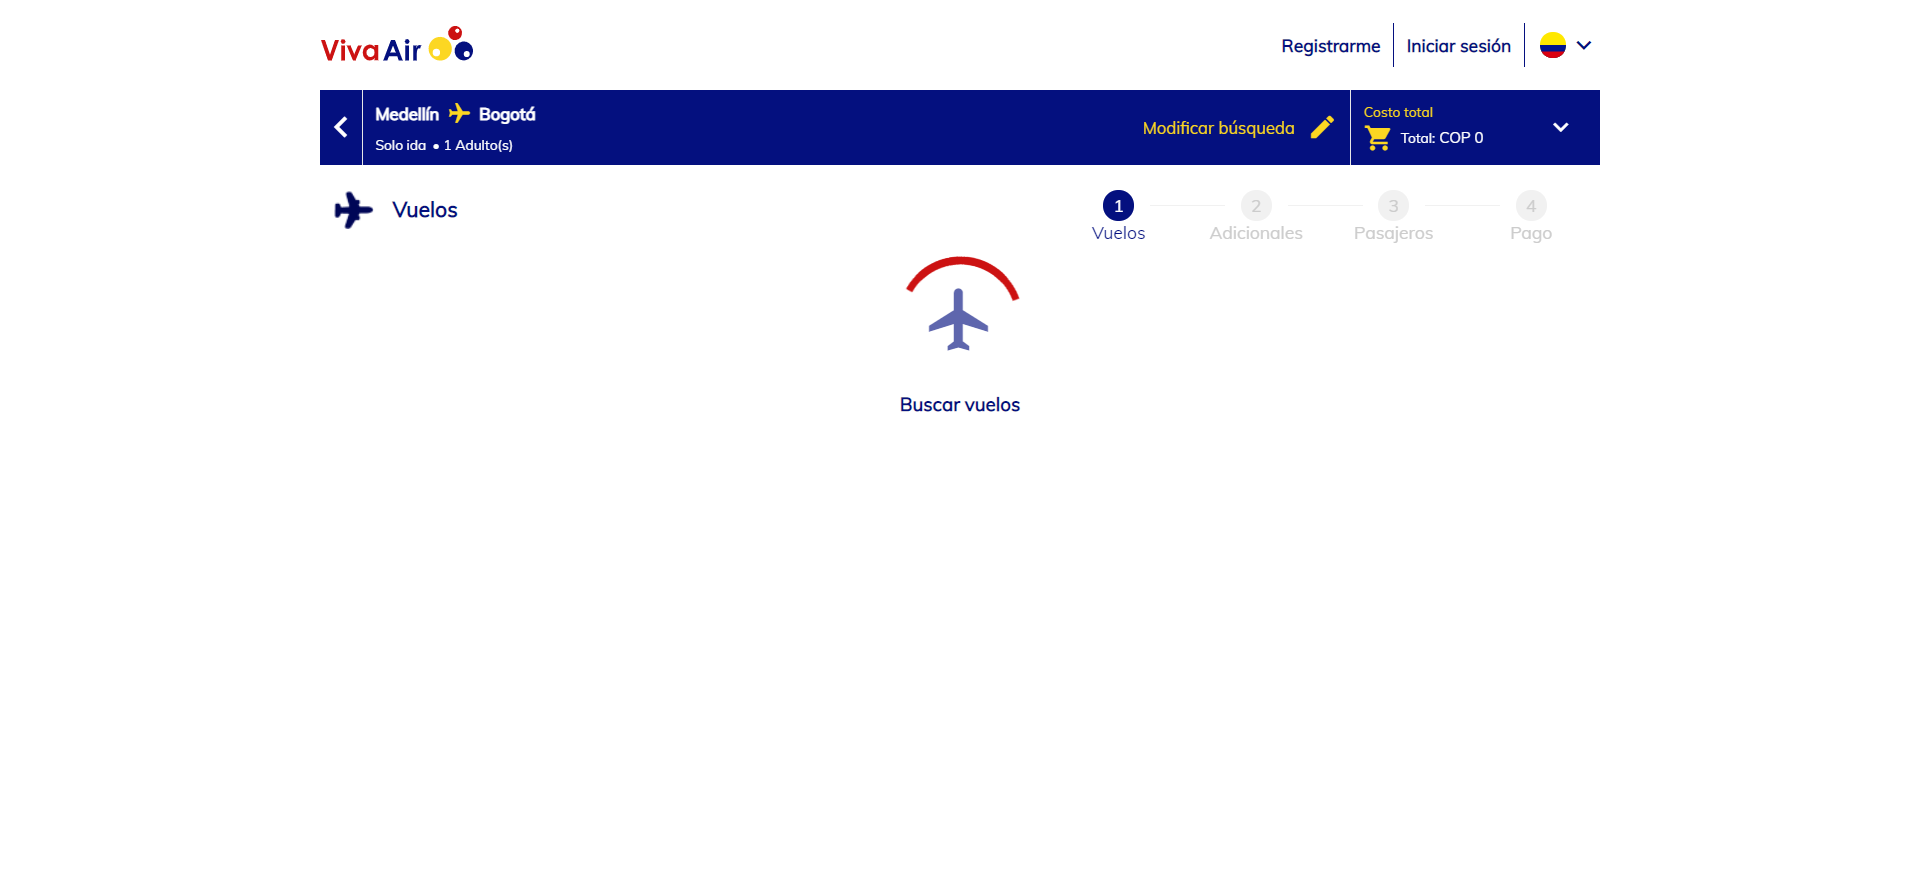 Viva Air
Registrarme
Iniciar sesión
Medellín Bogotá
Solo ida • 1 Adulto(s)
Modificar búsqueda
Costo total
Total: COP 0
Vuelos
1
Vuelos
2
Adicionales
3
Pasajeros
4
Pago
Buscar vuelos